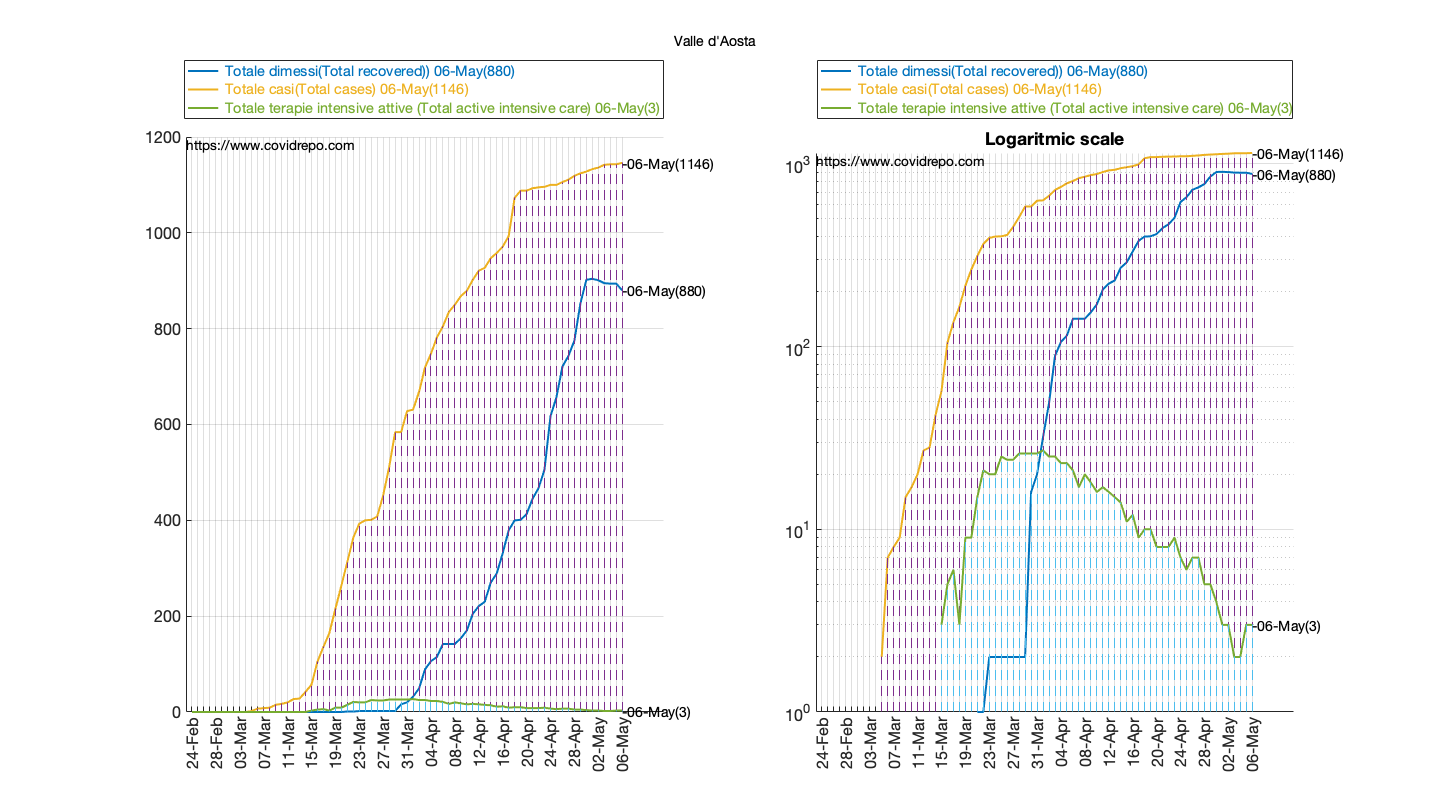 Valle d'Aosta
Totale dimessi(Total recovered)) 06-May(880)
Totale casi(Total cases) 06-May(1146)
Totale terapie intensive attive (Total active intensive care) 06-May(3)
https://www.covidrepo.com
1200
1000
800
600
400
200
0
-06-May(1146)
-06-May(880)
-06-May(3)
24-Feb
28-Feb
03-Mar
07-Mar
11-Mar
15-Mar
19-Mar
23-Mar
27-Mar
31-Mar
04-Apr
08-Apr
12-Apr
16-Apr
20-Apr
24-Apr
28-Apr
02-May
06-May
Totale dimessi(Total recovered)) 06-May(880)
Totale casi(Total cases) 06-May(1146)
Totale terapie intensive attive (Total active intensive care) 06-May(3)
Logaritmic scale
https://www.covidrepo.com
10^3
10^2
10^1
10^0
-06-May(1146)
-06-May(880)
-06-May(3)
24-Feb
28-Feb
03-Mar
07-Mar
11-Mar
15-Mar
19-Mar
23-Mar
27-Mar
31-Mar
04-Apr
08-Apr
12-Apr
16-Apr
20-Apr
24-Apr
28-Apr
02-May
06-May